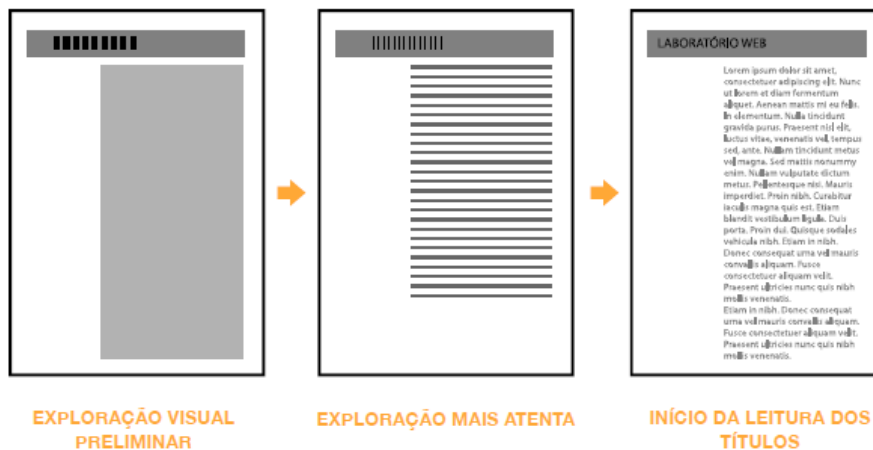 LABORATÓRIO WEB
Lorem ipsum dolor sit amet,
consectetuer adipiscing elit. Nunc
ut lorem et diam fermentum
aliquet. Aenean mattis mi eu felis.
In elementum. Nulla tincidunt
gravida purus. Praesent nisl elit,
luctus vitae, venenatis vel, tempus
sed, ante. Nullam tincidunt metus
vel magna. Sed mattis nonummy
enim. Nullam vulputate dictum
metus. Pellentesque nisi. Mauris
imperdiet. Proin nibh. Curabitur
iaculis magna quis est. Etiam
blandit vestibulum ligula. Duis
porta. Proin dui. Quisque sodales
vehicula nibh. Etiam in nibh.
Donec consequat urna vel mauris
convallis aliquam. Fusce
consectetuer aliquam velit.
Praesent ultricies nunc quis nibh
mollis venenatis.
Etiam in nibh. Donec consequat
urna vel mauris convallis aliquam.
Fusce consectetuer aliquam velit.
Praesent ultricies nunc quis nibh
mollis venenatis.
EXPLORAÇÃO VISUAL
PRELIMINAR
EXPLORAÇÃO MAIS ATENTA
INÍCIO DA LEITURA DOS
TÍTULOS